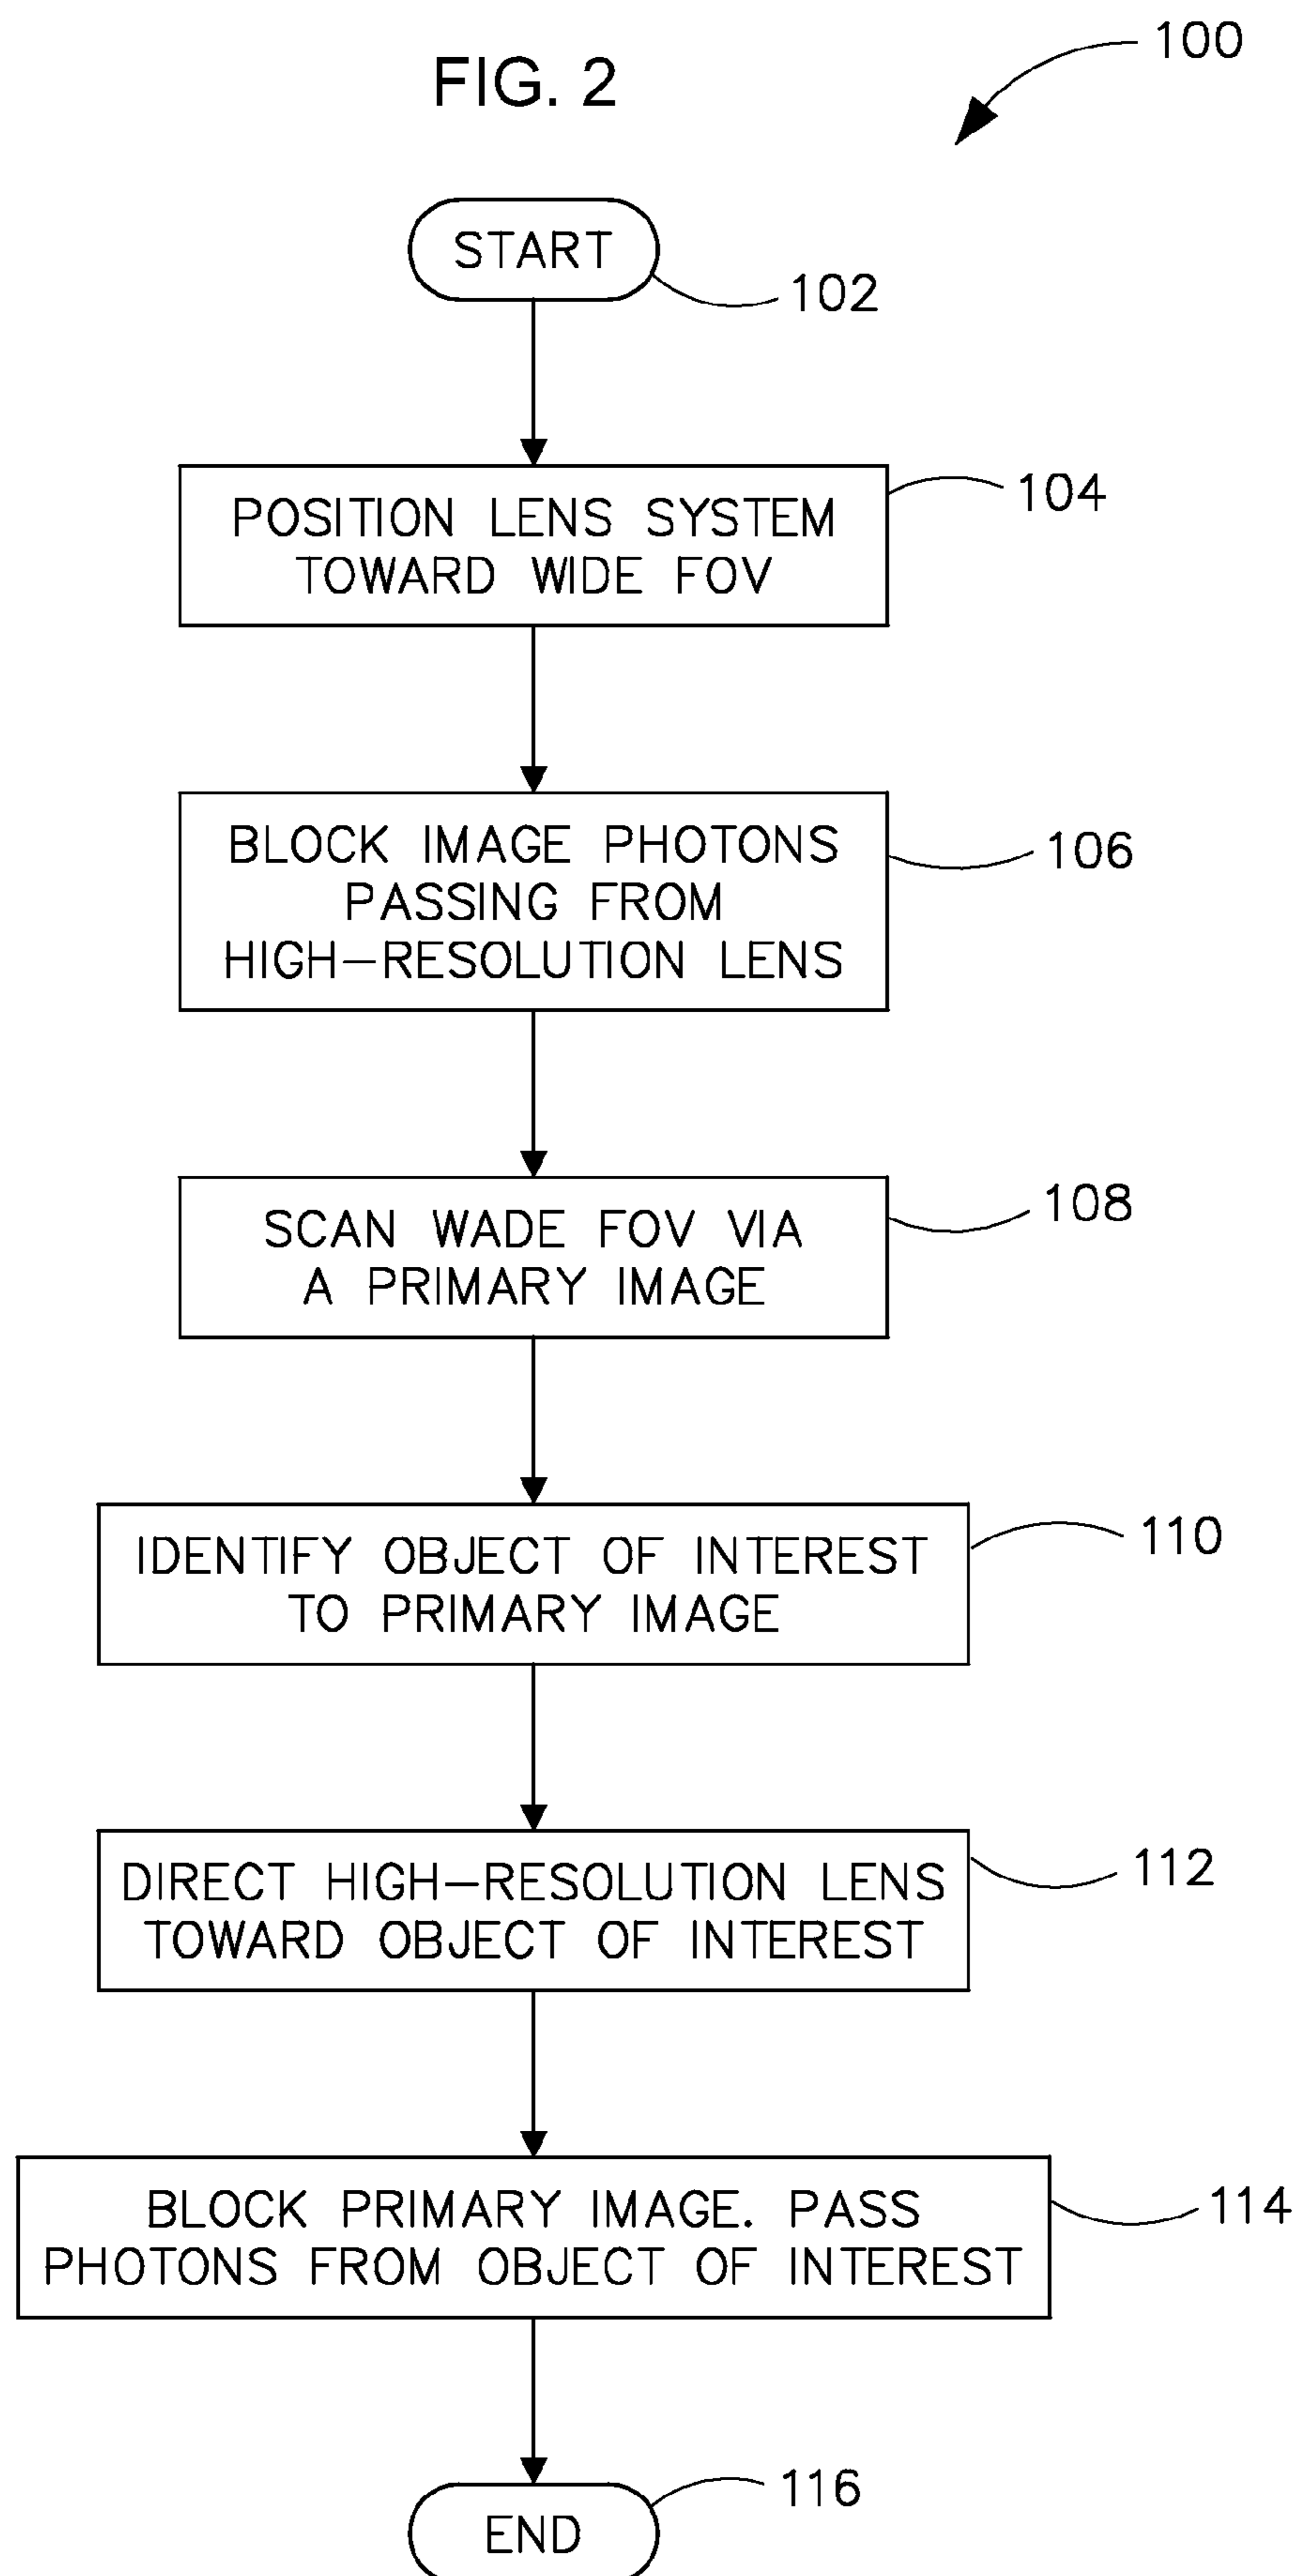 FIG. 2
100
START
102
POSITION LENS SYSTEM
TOWARD WIDE FOV
104
BLOCK IMAGE PHOTONS
PASSING FROM
HIGH-RESOLUTION LENS
106
SCAN WADE FOV VIA
A PRIMARY IMAGE
108
IDENTIFY OBJECT OF INTEREST
TO PRIMARY IMAGE
110
DIRECT HIGH-RESOLUTION LENS
TOWARD OBJECT OF INTEREST
112
BLOCK PRIMARY IMAGE. PASS
PHOTONS FROM OBJECT OF INTEREST
114
END
116